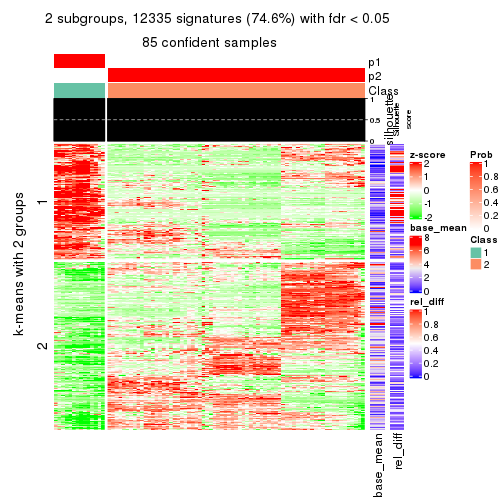 2 subgroups, 12335 signatures (74.6%) with fdr < 0.05
85 confident samples
p1
p2
Class
silhouette
1
0.5
0
Silhouette
score
k-means with 2 groups
1
2
base_mean
rel_diff
z-score
2
1
0
-1
-2
base_mean
8
6
4
2
0
rel_diff
1
0.8
0.6
0.4
0.2
0
Prob
1
0.8
0.6
0.4
0.2
0
Class
1
2